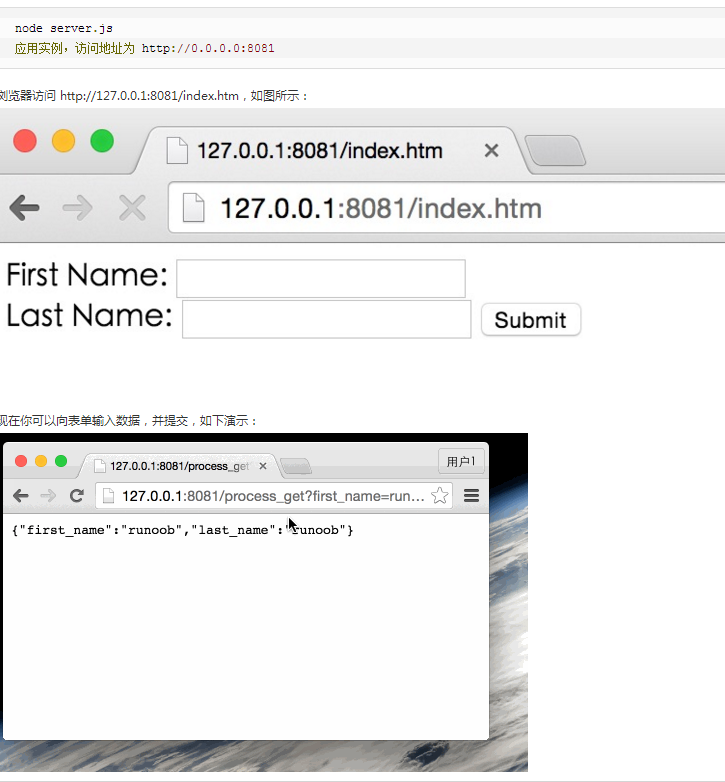 node server.js
应用实例，访问地址为 http://0.0.0.0:8081
浏览器访问 http://127.0.0.1:8081/index.htm，如图所示：
127.0.0.1:8081/index.htm
127.0.0.1:8081/index.htm
First Name:
Last Name: Submit
现在你可以向表单输入数据，并提交，如下演示：
127.0.0.1:8081/process_get 用户1
127.0.0.1:8081/process_get?first_name=run...
{"first_name":"runoob","last_name":"runoob"}